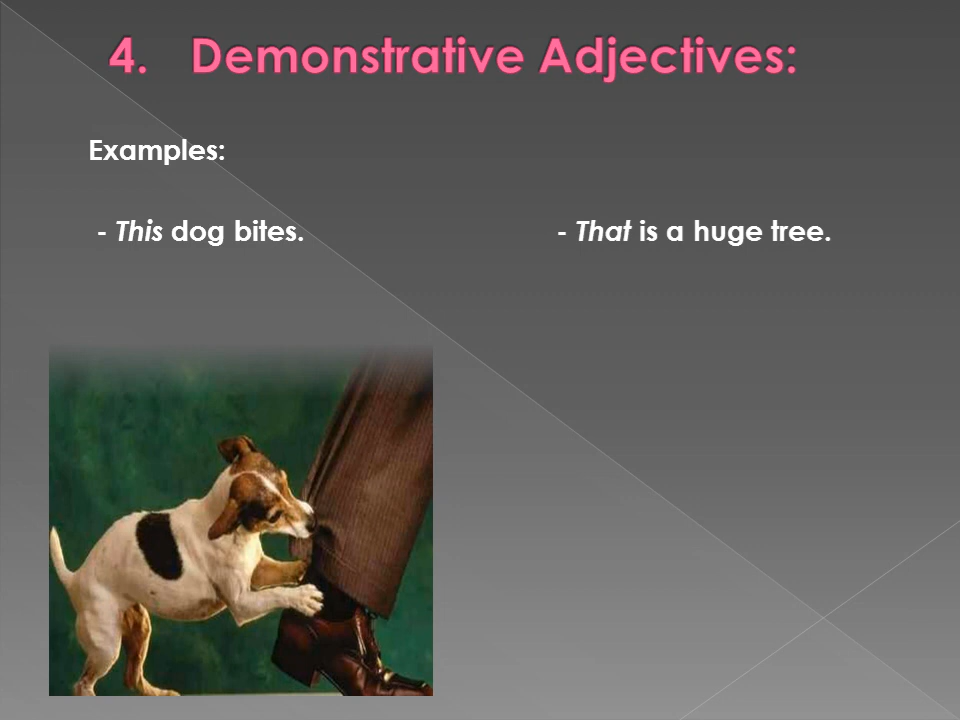 4. Demonstrative Adjectives:
Examples:
- This dog bites. - That is a huge tree.